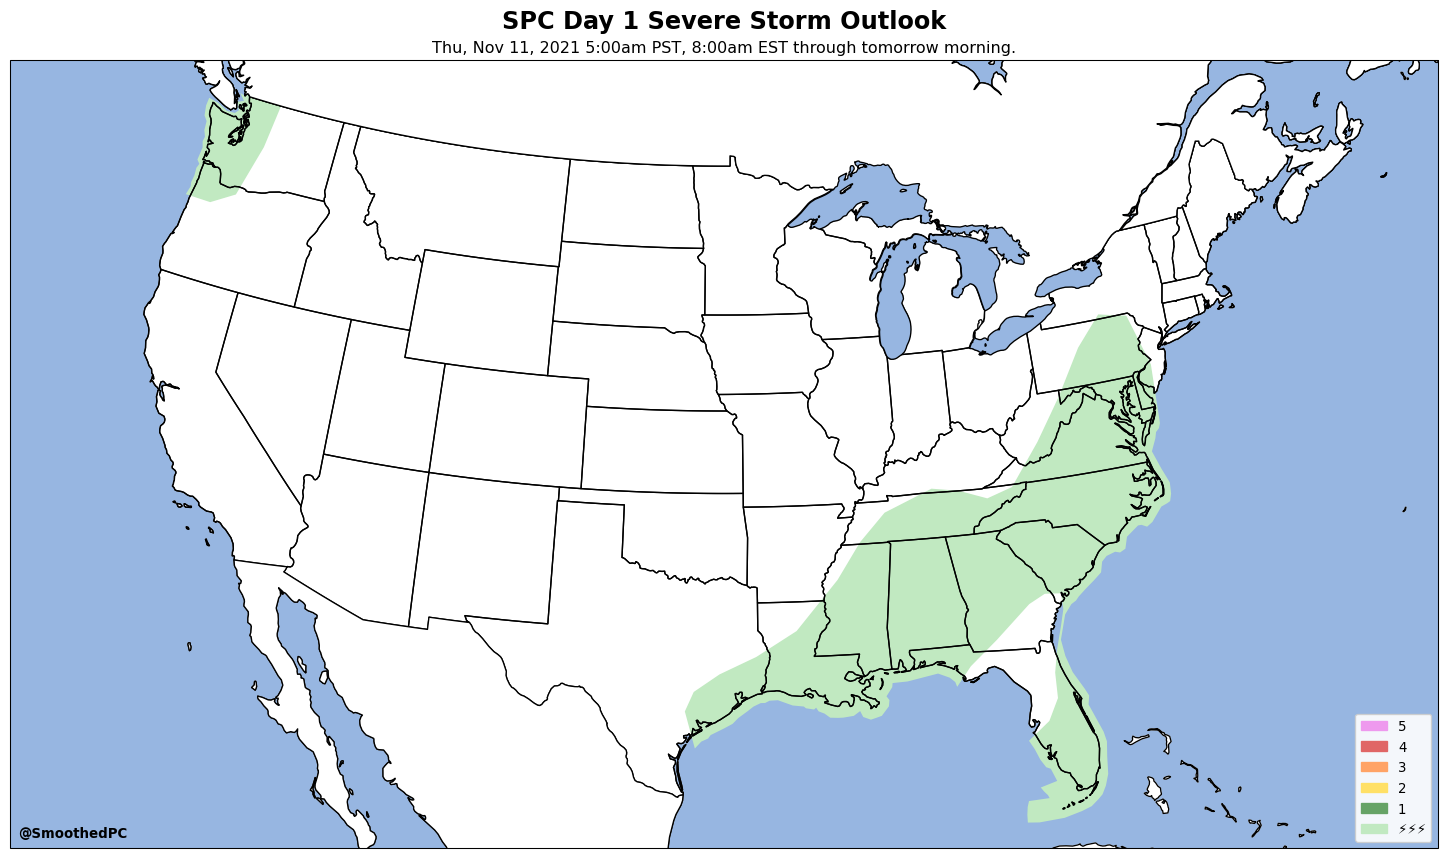 SPC Day 1 Severe Storm Outlook
Thu, Nov 11, 2021 5:00am PST, 8:00am EST through tomorrow morning.
5
4
3
2
1
⚡⚡⚡
@SmoothedPC